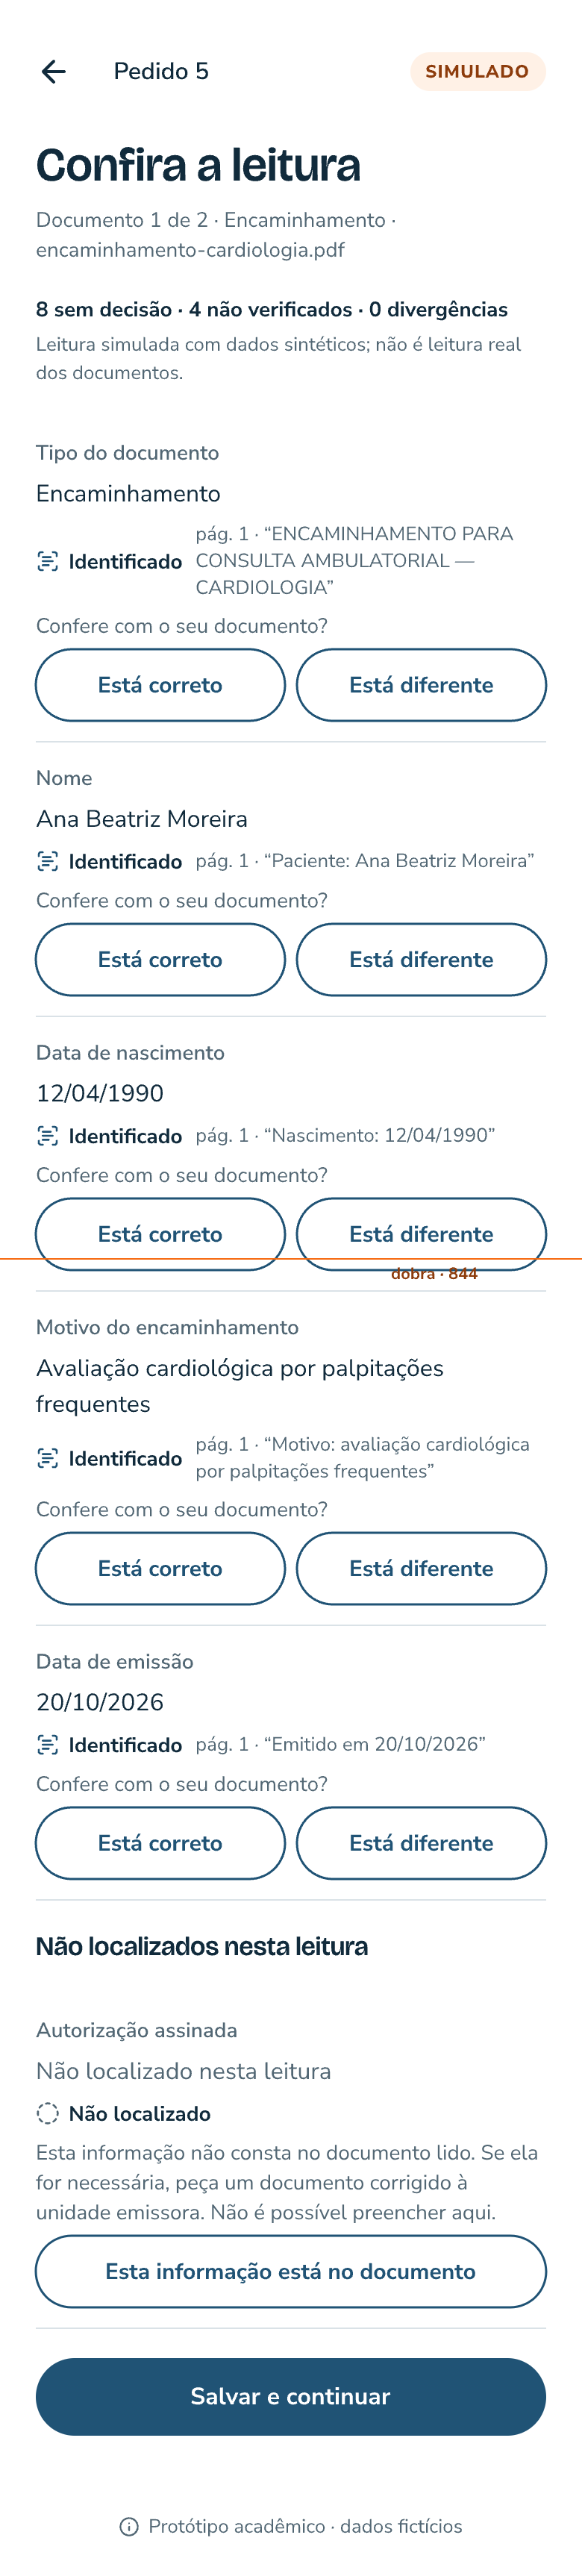 Pedido 5
SIMULADO
Confira a leitura
Documento 1 de 2 · Encaminhamento ·
encaminhamento-cardiologia.pdf
8 sem decisão · 4 não verificados · 0 divergências
Leitura simulada com dados sintéticos; não é leitura real
dos documentos.
Tipo do documento
Encaminhamento
Identificado
pág. 1 · “ENCAMINHAMENTO PARA
CONSULTA AMBULATORIAL —
CARDIOLOGIA”
Confere com o seu documento?
Está correto
Está diferente
Nome
Ana Beatriz Moreira
Identificado pág. 1 · “Paciente: Ana Beatriz Moreira”
Confere com o seu documento?
Está correto
Está diferente
Data de nascimento
12/04/1990
Identificado pág. 1 · “Nascimento: 12/04/1990”
Confere com o seu documento?
Está correto
Está diferente
dobra · 844
Motivo do encaminhamento
Avaliação cardiológica por palpitações
frequentes
Identificado
pág. 1 · “Motivo: avaliação cardiológica
por palpitações frequentes”
Confere com o seu documento?
Está correto
Está diferente
Data de emissão
20/10/2026
Identificado pág. 1 · “Emitido em 20/10/2026”
Confere com o seu documento?
Está correto
Está diferente
Não localizados nesta leitura
Autorização assinada
Não localizado nesta leitura
Não localizado
Esta informação não consta no documento lido. Se ela
for necessária, peça um documento corrigido à
unidade emissora. Não é possível preencher aqui.
Esta informação está no documento
Salvar e continuar
Protótipo acadêmico · dados fictícios